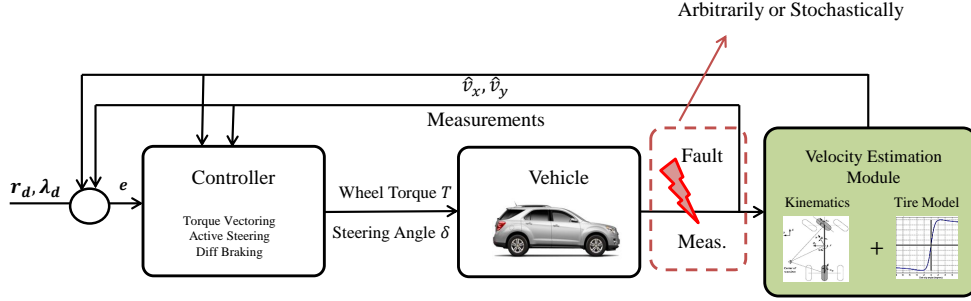 Arbitrarily or Stochastically
v̂x, v̂y
Measurements
Controller
Torque Vectoring
Active Steering
Diff Braking
rd, λd
e
Wheel Torque T
Steering Angle δ
Vehicle
Fault
Meas.
Velocity Estimation
Module
Kinematics
Tire Model
+